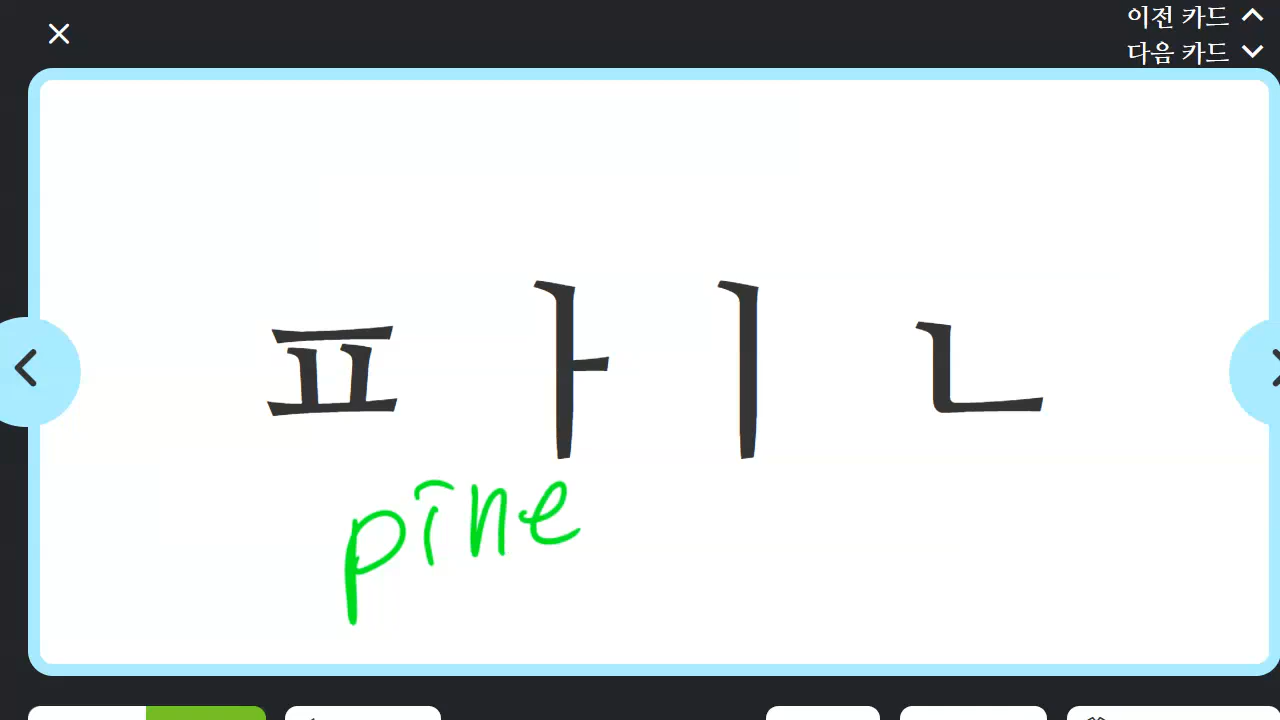 이전 카드
다음 카드
ㅍ ㅏ ㅣ ㄴ
pine